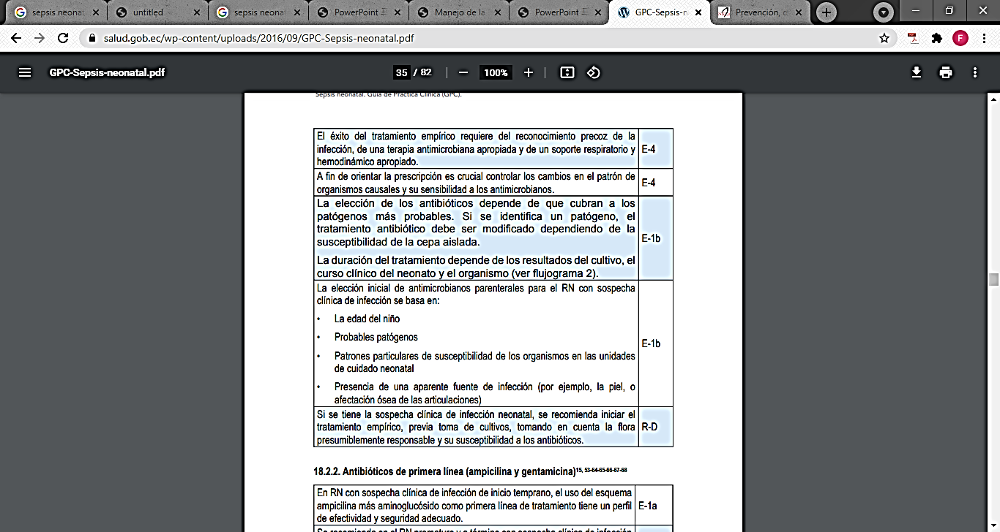 sepsis neonat
untitled
sepsis neonat
PowerPoint
Manejo de la
PowerPoint
GPC-Sepsis-n
Prevención,
salud.gob.ec/wp-content/uploads/2016/09/GPC-Sepsis-neonatal.pdf
F
GPC-Sepsis-neonatal.pdf
35 / 82
100%
Sepsis neonatal. Guía de Práctica Clínica (GPC).
El éxito del tratamiento empírico requiere del reconocimiento precoz de la
infección, de una terapia antimicrobiana apropiada y de un soporte respiratorio y
hemodinámico apropiado.
E-4
A fin de orientar la prescripción es crucial controlar los cambios en el patrón de
organismos causales y su sensibilidad a los antimicrobianos.
E-4
La elección de los antibióticos depende de que cubran a los
patógenos más probables. Si se identifica un patógeno, el
tratamiento antibiótico debe ser modificado dependiendo de la
susceptibilidad de la cepa aislada.
La duración del tratamiento depende de los resultados del cultivo, el
curso clínico del neonato y el organismo (ver flujograma 2).
E-1b
La elección inicial de antimicrobianos parenterales para el RN con sospecha
clínica de infección se basa en:
• La edad del niño
• Probables patógenos
• Patrones particulares de susceptibilidad de los organismos en las unidades
de cuidado neonatal
• Presencia de una aparente fuente de infección (por ejemplo, la piel, o
afectación ósea de las articulaciones)
E-1b
Si se tiene la sospecha clínica de infección neonatal, se recomienda iniciar el
tratamiento empírico, previa toma de cultivos, tomando en cuenta la flora
presumiblemente responsable y su susceptibilidad a los antibióticos.
R-D
18.2.2. Antibióticos de primera línea (ampicilina y gentamicina)15, 53-64-65-66-67-68
En RN con sospecha clínica de infección de inicio temprano, el uso del esquema
ampicilina más aminoglucósido como primera línea de tratamiento tiene un perfil
de efectividad y seguridad adecuado.
E-1a
Se recomienda en el RN prematuro y a término con sospecha clínica de infección